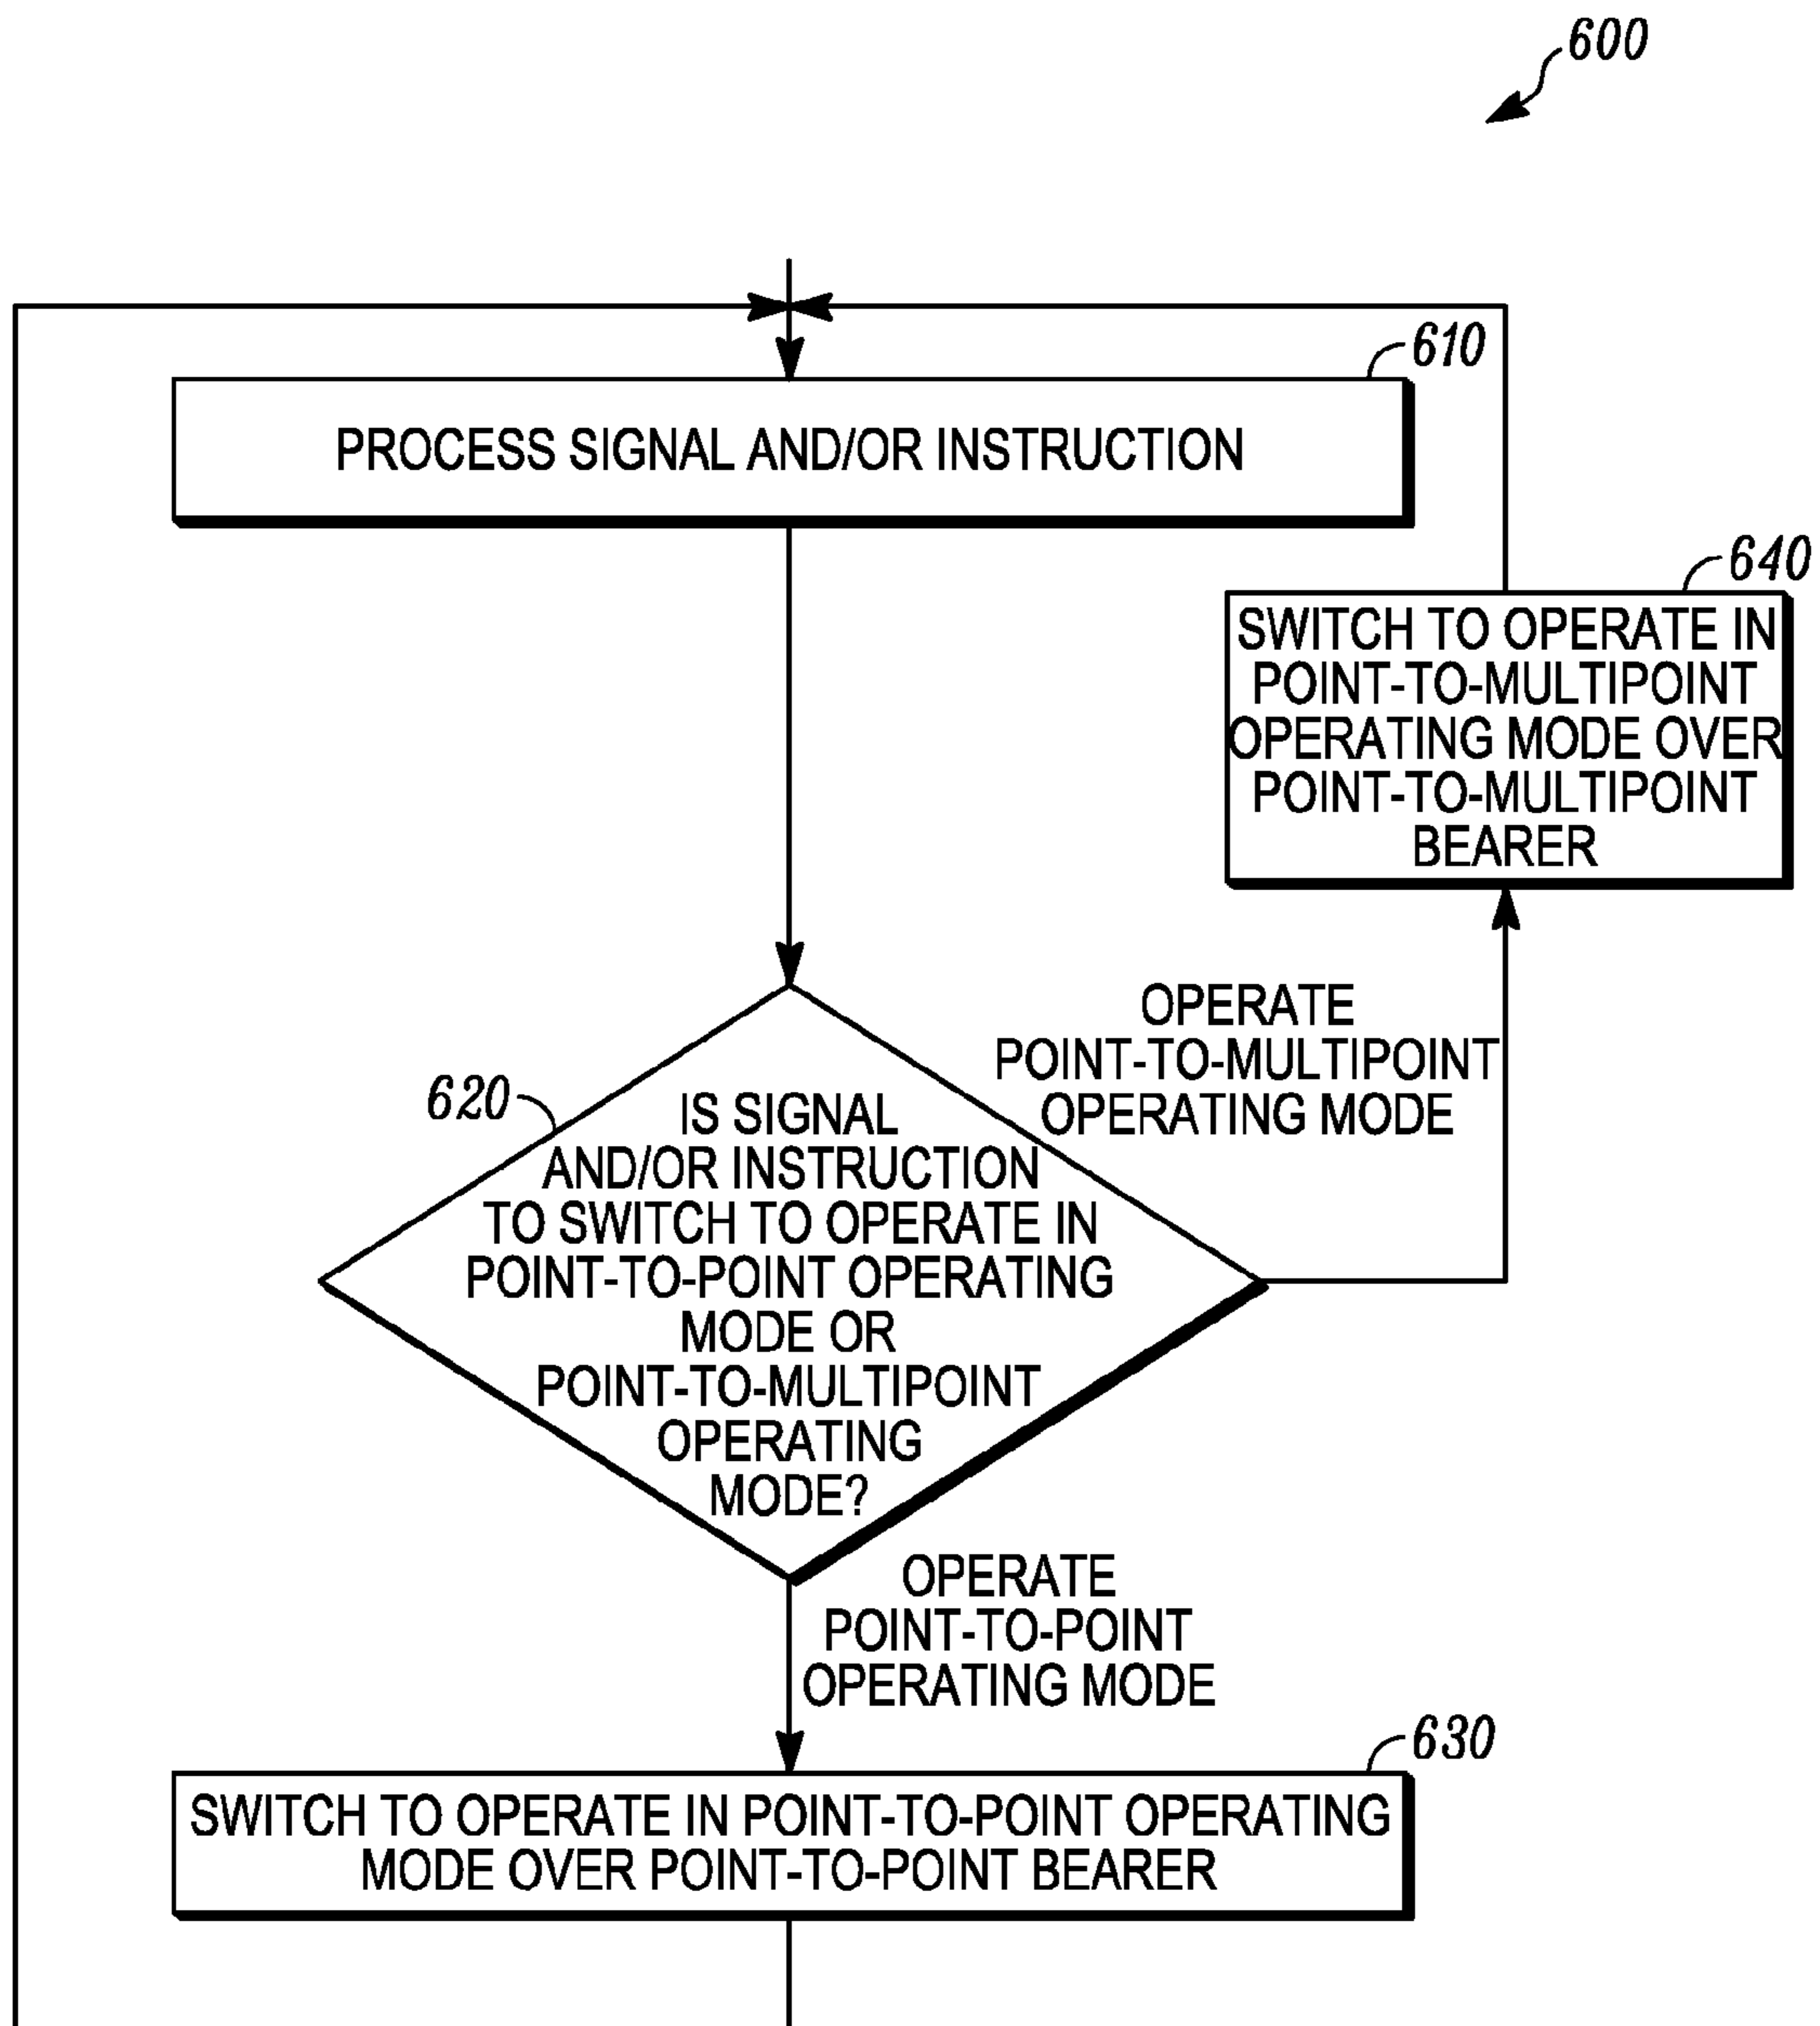 600
610
PROCESS SIGNAL AND/OR INSTRUCTION
640
SWITCH TO OPERATE IN
POINT-TO-MULTIPOINT
OPERATING MODE OVER
POINT-TO-MULTIPOINT
BEARER
OPERATE
POINT-TO-MULTIPOINT
OPERATING MODE
620
IS SIGNAL
AND/OR INSTRUCTION
TO SWITCH TO OPERATE IN
POINT-TO-POINT OPERATING
MODE OR
POINT-TO-MULTIPOINT
OPERATING
MODE?
OPERATE
POINT-TO-POINT
OPERATING MODE
630
SWITCH TO OPERATE IN POINT-TO-POINT OPERATING
MODE OVER POINT-TO-POINT BEARER